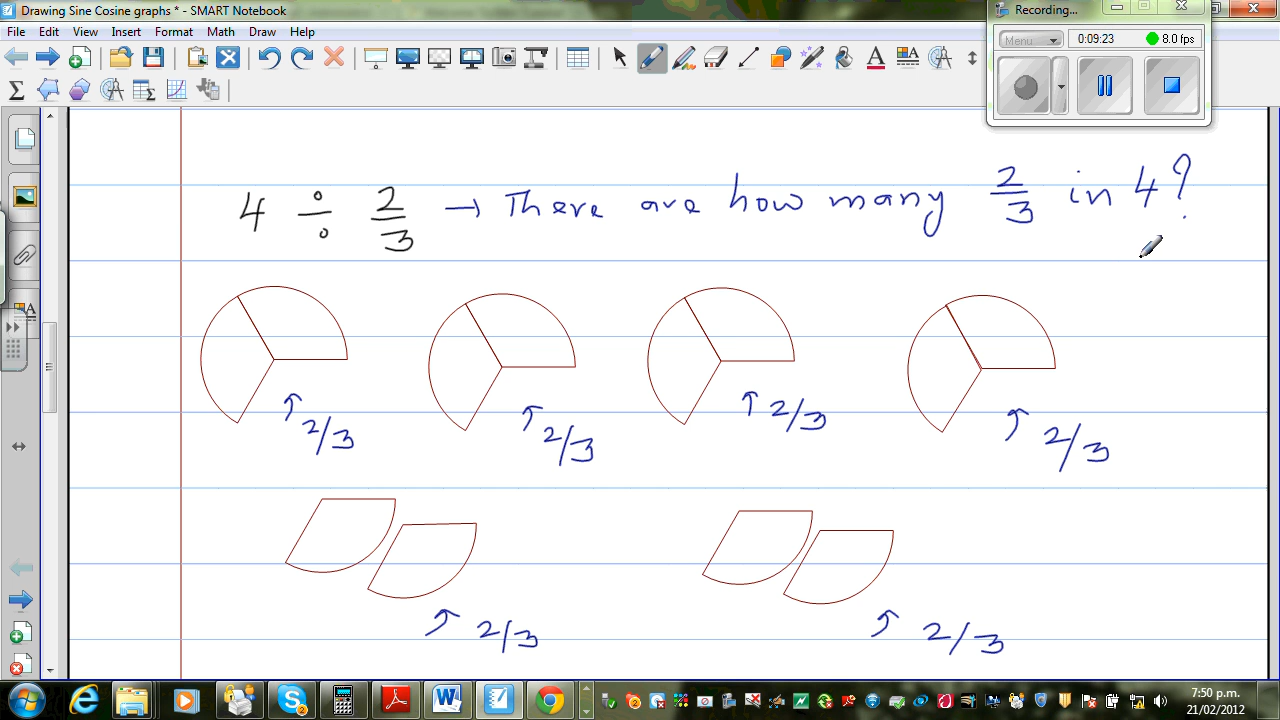 Drawing Sine Cosine graphs * - SMART Notebook
Recording...
File Edit View Insert Format Math Draw Help
Menu 0:09:23 8.0 fps
4 ÷ 2/3 → There are how many 2/3 in 4?
↑ 2/3 ↑ 2/3 ↑ 2/3 ↑ 2/3
↑ 2/3 ↑ 2/3
7:50 p.m.
21/02/2012